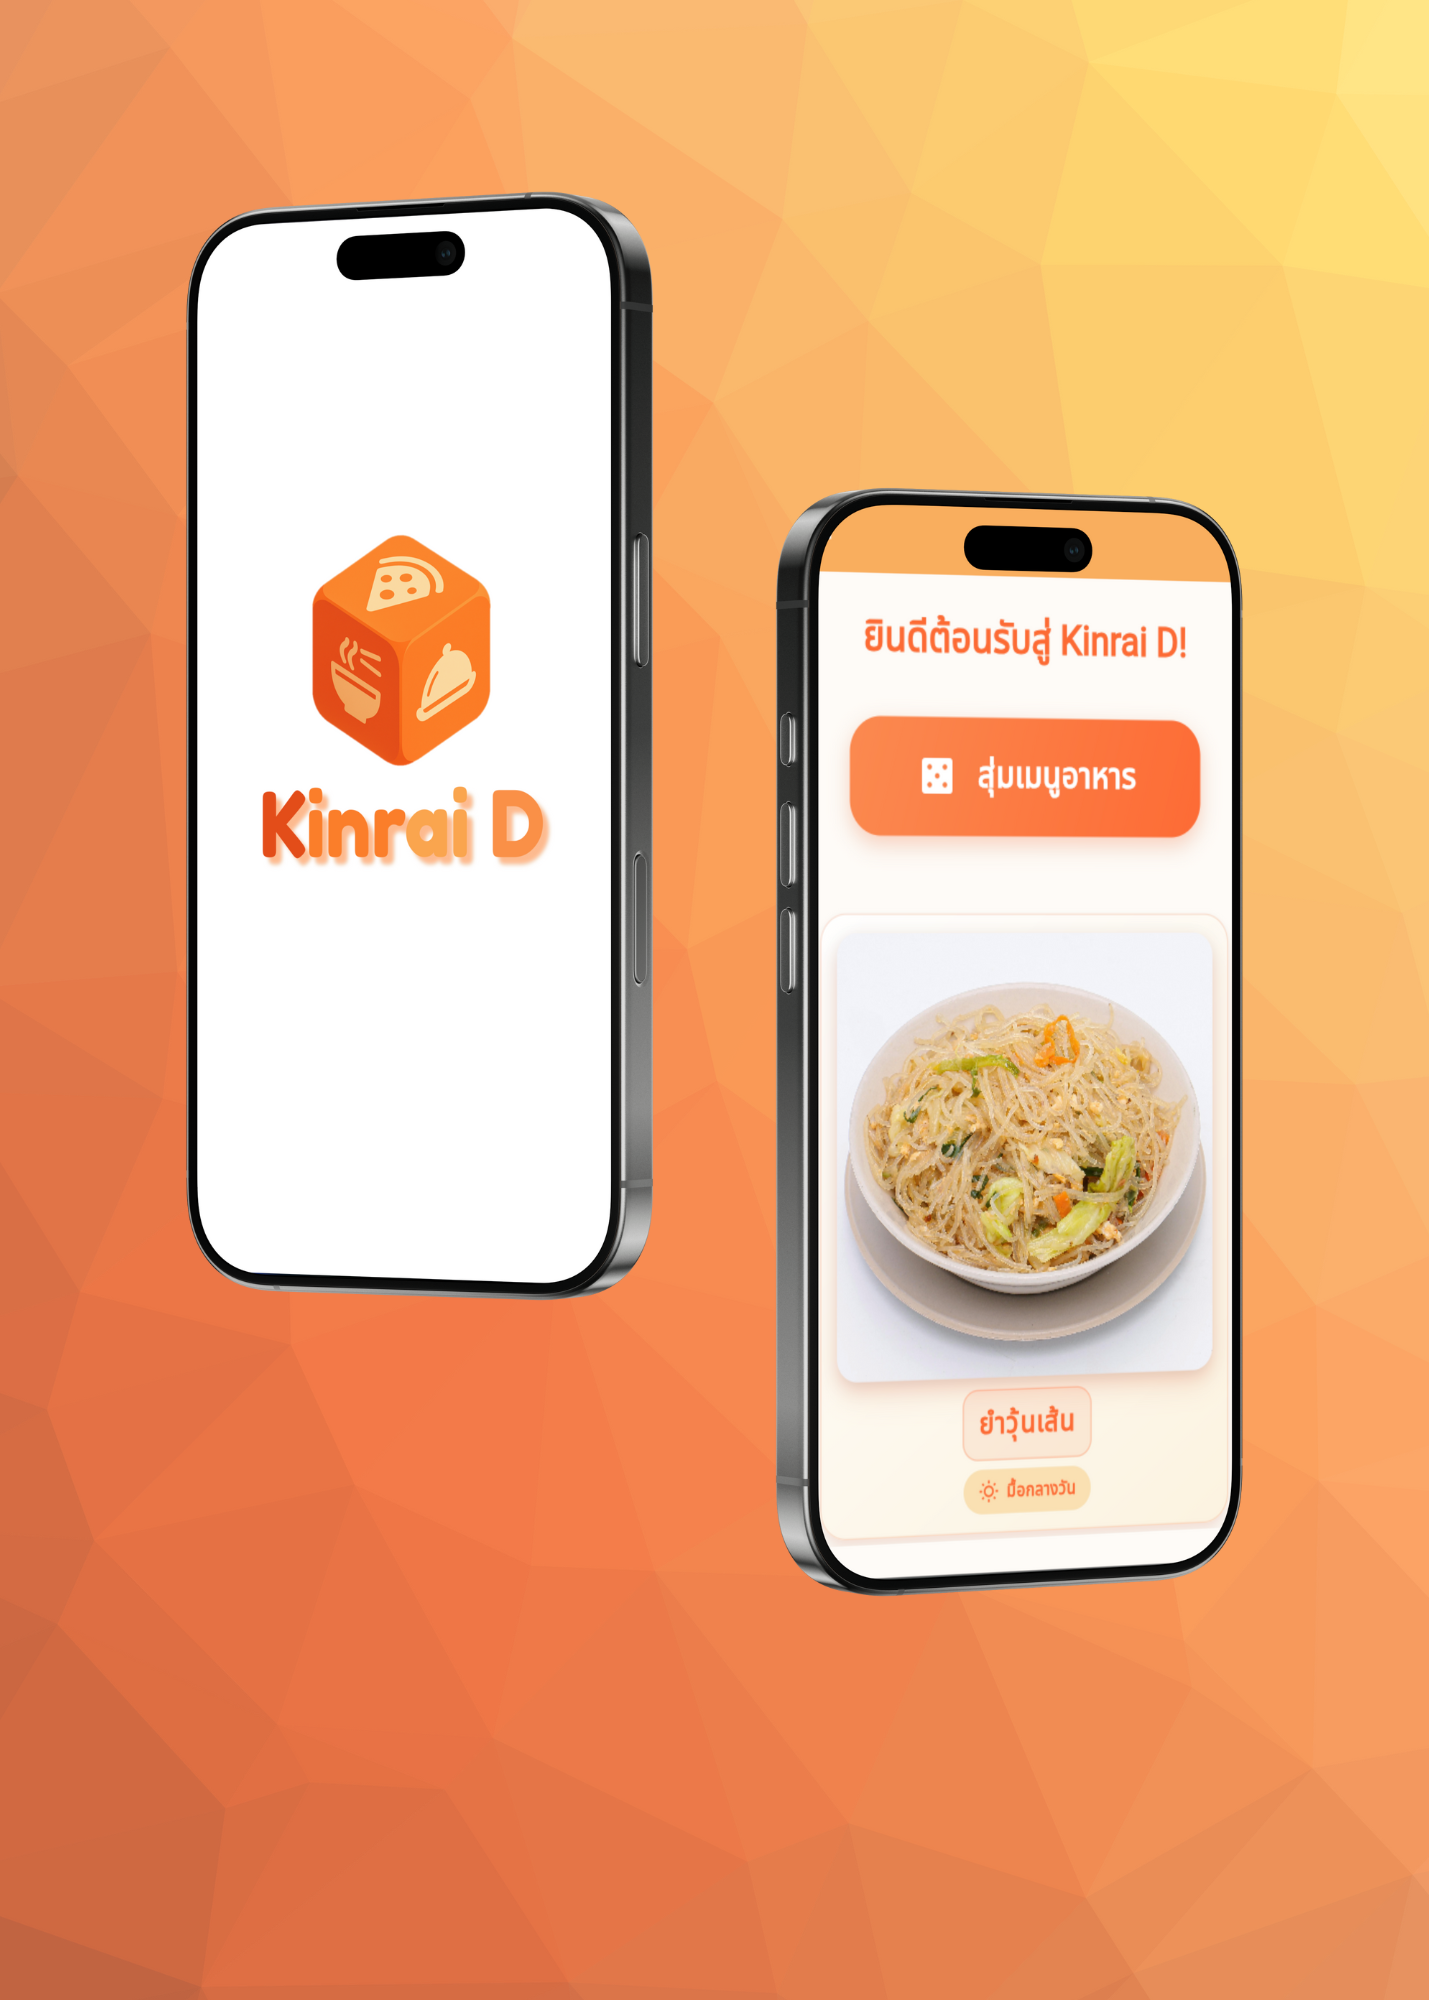 Kinrai D
ยินดีต้อนรับสู่ Kinrai D!
สุ่มเมนูอาหาร
ยำวุ้นเส้น
มื้อกลางวัน